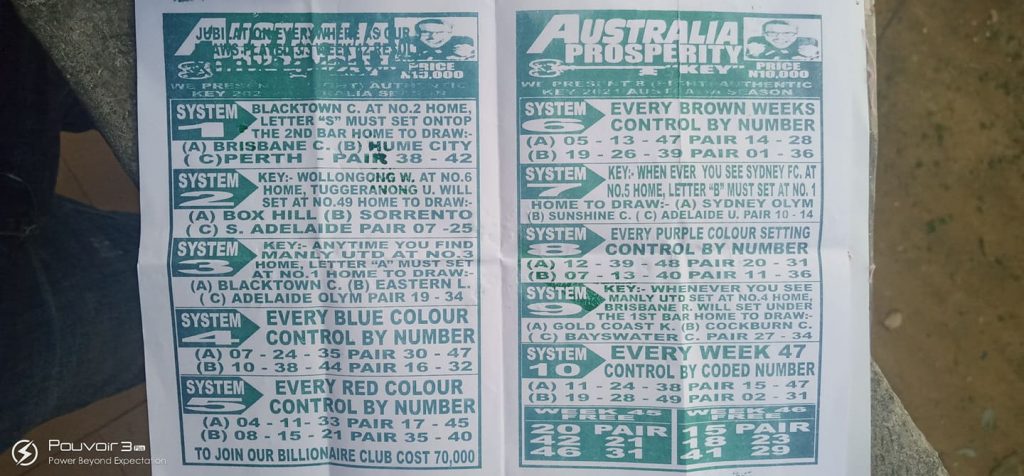 JUBILATION EVERYWHERE AS OUR
PRICE
N10,000
SYSTEM 1
BLACKTOWN C. AT NO.2 HOME,
LETTER "S" MUST SET ONTOP
THE 2ND BAR HOME TO DRAW:-
(A) BRISBANE C. (B) HUME CITY
(C)PERTH PAIR 38 - 42
SYSTEM 2
KEY:- WOLLONGONG W. AT NO.6
HOME, TUGGERANONG U. WILL
SET AT NO.49 HOME TO DRAW:-
(A) BOX HILL (B) SORRENTO
(C) S. ADELAIDE PAIR 07 -25
SYSTEM 3
KEY:- ANYTIME YOU FIND
MANLY UTD. AT NO.3
HOME, LETTER "A" MUST SET
AT NO.1 HOME TO DRAW:-
(A) BLACKTOWN C. (B) EASTERN L.
(C) ADELAIDE OLYM PAIR 19 - 34
SYSTEM 4
EVERY BLUE COLOUR
CONTROL BY NUMBER
(A) 07 - 24 - 35 PAIR 30 - 47
(B) 10 - 38 - 44 PAIR 16 - 32
SYSTEM 5
EVERY RED COLOUR
CONTROL BY NUMBER
(A) 04 - 11 - 33 PAIR 17 - 45
(B) 08 - 15 - 21 PAIR 35 - 40
TO JOIN OUR BILLIONAIRE CLUB COST 70,000
AUSTRALIA
PROSPERITY
"KEY"
PRICE
N10,000
WE PRESENT AUTHENTIC
KEY 2021 AUSTRALIA SEASON
SYSTEM 6
EVERY BROWN WEEKS
CONTROL BY NUMBER
(A) 05 - 13 - 47 PAIR 14 - 28
(B) 19 - 26 - 39 PAIR 01 - 36
SYSTEM 7
KEY:- WHEN EVER YOU SEE SYDNEY FC. AT
NO.5 HOME, LETTER "B" MUST SET AT NO. 1
HOME TO DRAW:- (A) SYDNEY OLYM
(B) SUNSHINE C. (C) ADELAIDE U. PAIR 10 - 14
SYSTEM 8
EVERY PURPLE COLOUR SETTING
CONTROL BY NUMBER
(A) 12 - 39 - 48 PAIR 20 - 31
(B) 07 - 13 - 40 PAIR 11 - 36
SYSTEM 9
KEY:- WHENEVER YOU SEE
MANLY UTD SET AT NO.4 HOME,
BRISBANE R. WILL SET UNDER
THE 1ST BAR HOME TO DRAW:-
(A) GOLD COAST K. (B) COCKBURN C.
(C) BAYSWATER C. PAIR 27 - 34
SYSTEM 10
EVERY WEEK 47
CONTROL BY CODED NUMBER
(A) 11 - 24 - 38 PAIR 15 - 47
(B) 19 - 28 - 49 PAIR 02 - 31
WEEK 45 FREE
20 PAIR
42 21
46 31
WEEK 46 FREE
15 PAIR
18 23
41 29
Pouvoir 3 Plus
Power Beyond Expectation